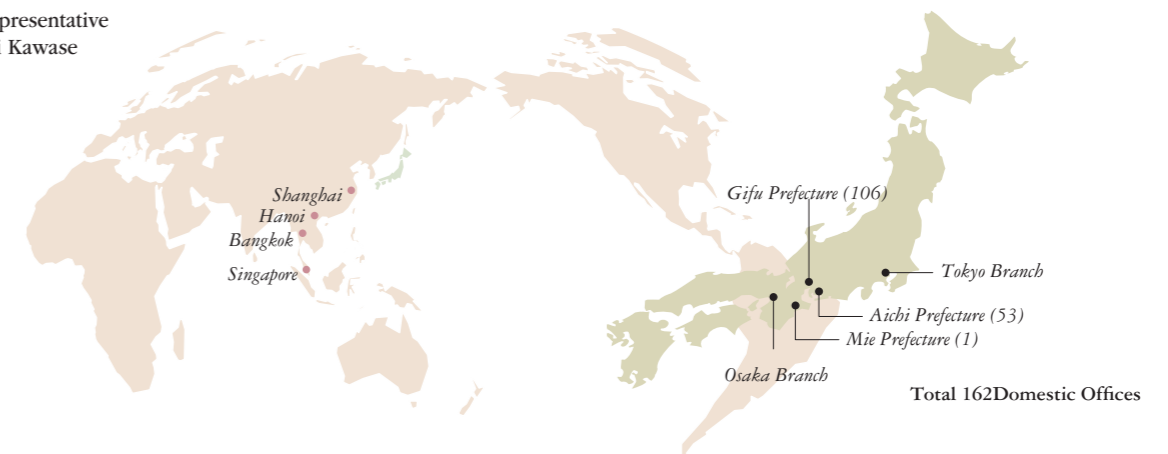 presentative
i Kawase
Shanghai
Hanoi
Bangkok
Singapore
Gifu Prefecture (106)
Tokyo Branch
Aichi Prefecture (53)
Mie Prefecture (1)
Osaka Branch
Total 162Domestic Offices